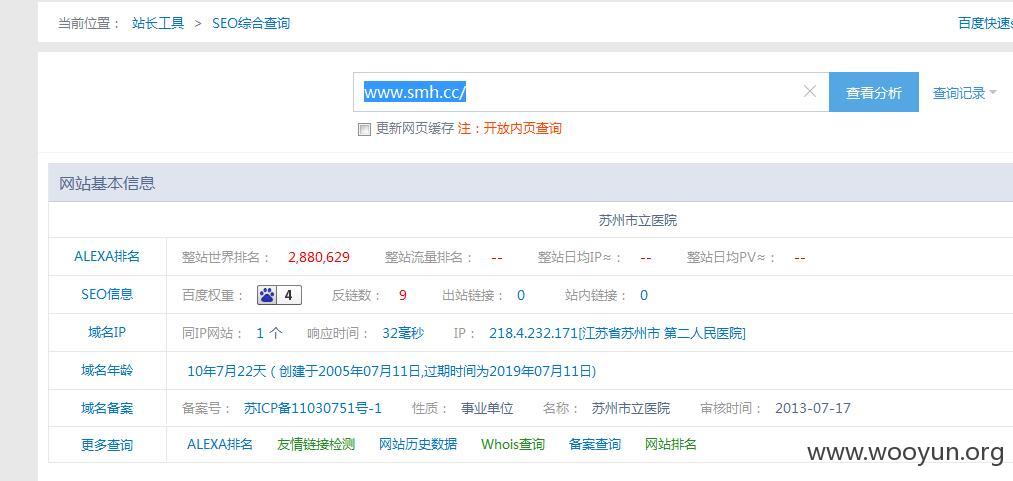 当前位置： 站长工具 > SEO综合查询 百度快速s
www.smh.cc/ 查看分析 查询记录
更新网页缓存 注：开放内页查询
网站基本信息
苏州市立医院
ALEXA排名 整站世界排名： 2,880,629 整站流量排名： -- 整站日均IP≈： -- 整站日均PV≈： --
SEO信息 百度权重： 4 反链数： 9 出站链接： 0 站内链接： 0
域名IP 同IP网站： 1 个 响应时间： 32毫秒 IP： 218.4.232.171[江苏省苏州市 第二人民医院]
域名年龄 10年7月22天 ( 创建于2005年07月11日,过期时间为2019年07月11日)
域名备案 备案号： 苏ICP备11030751号-1 性质： 事业单位 名称： 苏州市立医院 审核时间： 2013-07-17
更多查询 ALEXA排名 友情链接检测 网站历史数据 Whois查询 备案查询 网站排名
www.wooyun.org